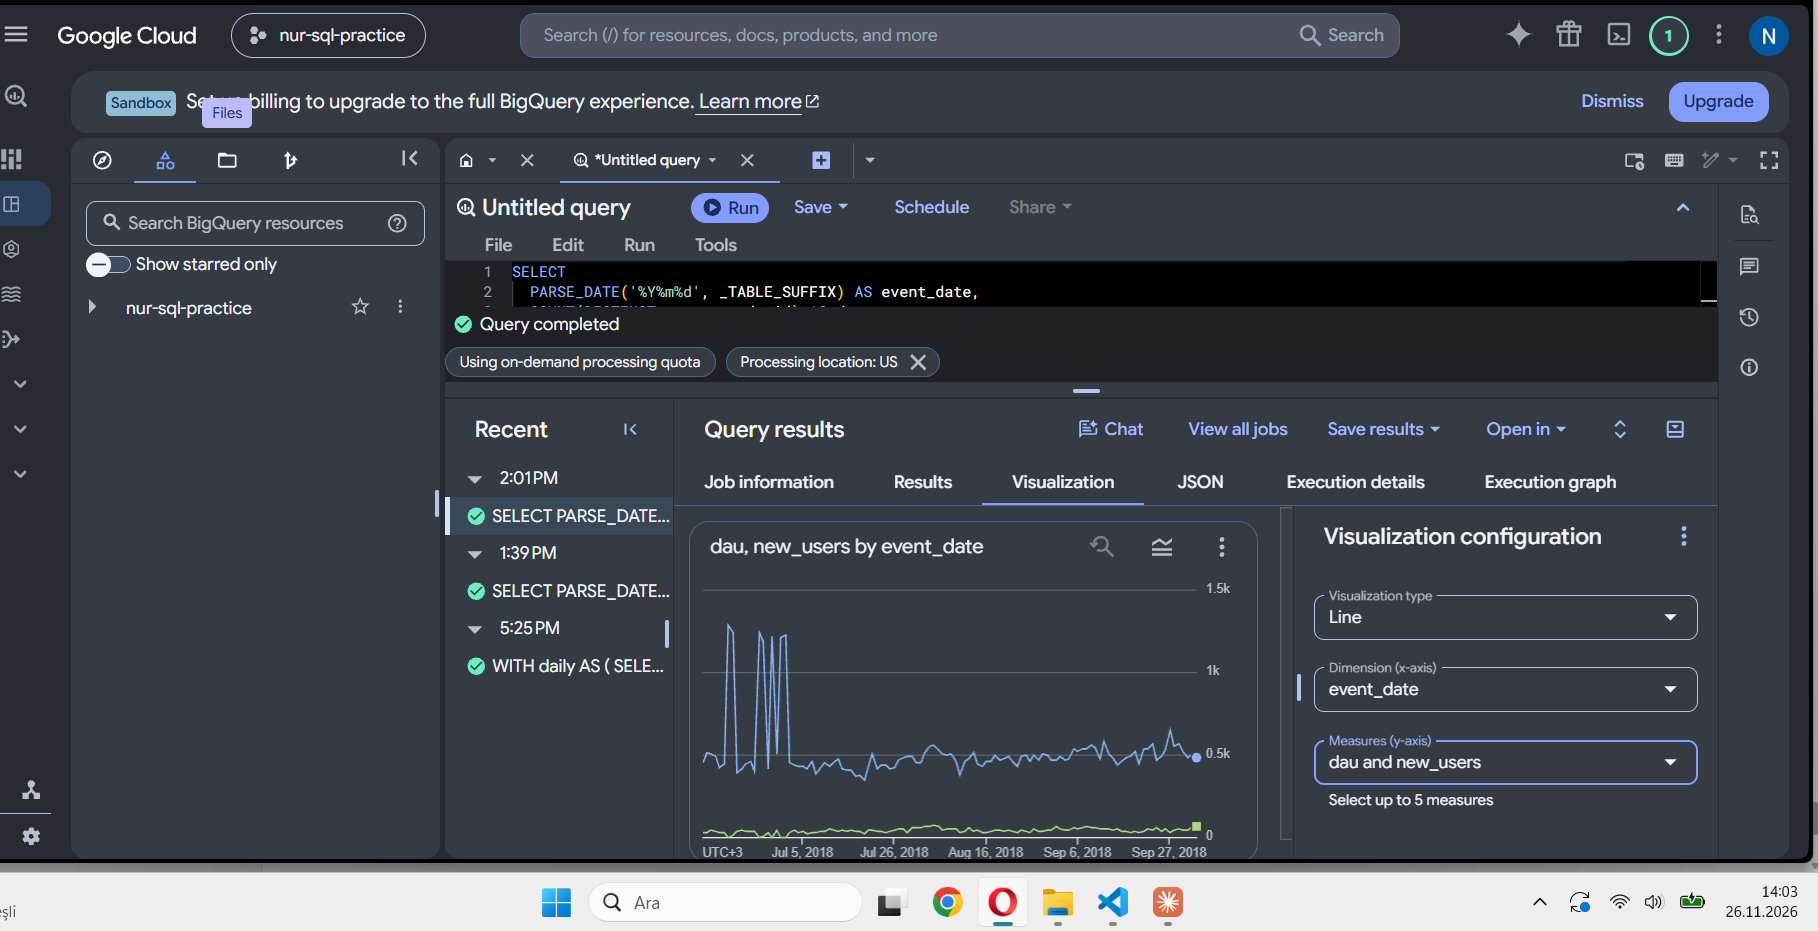 Google Cloud
nur-sql-practice
Search (/) for resources, docs, products, and more
Search
1
N
Sandbox
billing to upgrade to the full BigQuery experience. Learn more
Files
Dismiss
Upgrade
*Untitled query
Untitled query
Run
Save
Schedule
Share
File
Edit
Run
Tools
Search BigQuery resources
Show starred only
nur-sql-practice
1 SELECT
2 PARSE_DATE('%Y%m%d', _TABLE_SUFFIX) AS event_date,
Query completed
Using on-demand processing quota
Processing location: US
Recent
2:01 PM
SELECT PARSE_DATE...
1:39 PM
SELECT PARSE_DATE...
5:25 PM
WITH daily AS ( SELE...
Query results
Chat
View all jobs
Save results
Open in
Job information
Results
Visualization
JSON
Execution details
Execution graph
dau, new_users by event_date
1.5k
1k
0.5k
0
UTC+3
Jul 5, 2018
Jul 26, 2018
Aug 16, 2018
Sep 6, 2018
Sep 27, 2018
Visualization configuration
Visualization type
Line
Dimension (x-axis)
event_date
Measures (y-axis)
dau and new_users
Select up to 5 measures
Ara
14:03
26.11.2026